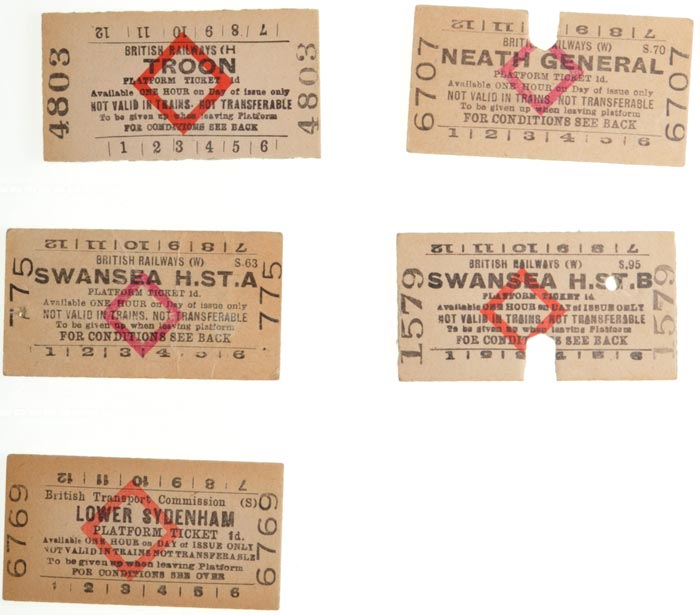 12 | 11 | 10 | 9 | 8 | 7
BRITISH RAILWAYS (H
TROON
PLATFORM TICKET 1d
Available ONE HOUR on Day of issue only
NOT VALID IN TRAINS. NOT TRANSFERABLE
To be given up when leaving Platform
FOR CONDITIONS SEE BACK
1 | 2 | 3 | 4 | 5 | 6
4803
4803
12 | 11 | 10 | 9 | 8 | 7
RAILWAYS (W) S.70
NEATH GENERAL
PLATFORM TICKET 1d.
Available ONE HOUR Day of issue only
NOT VALID IN TRAINS. NOT TRANSFERABLE
To be given up when leaving platform
FOR CONDITIONS SEE BACK
1 | 2 | 3 | 4 | 5 | 6
6707
6707
12 | 11 | 10 | 9 | 8 | 7
BRITISH RAILWAYS (W) S.63
SWANSEA H.ST.A
PLATFORM TICKET 1d.
Available ONE HOUR on Day of issue only
NOT VALID IN TRAINS. NOT TRANSFERABLE
To be given up when leaving platform
FOR CONDITIONS SEE BACK
1 | 2 | 3 | 4 | 5 | 6
775
775
12 | 11 | 10 | 9 | 8 | 7
BRITISH RAILWAYS (W) S.95
SWANSEA H.ST.B
PLATFORM TICKET 1d.
Available ONE HOUR on DAY of ISSUE ONLY
NOT VALID IN TRAINS. NOT TRANSFERABLE
To be given up when leaving Platform
FOR CONDITIONS SEE BACK
1 | 2 | 5 | 6
1579
1579
12 | 11 | 10 | 9 | 8 | 7
British Transport Commission (S)
LOWER SYDENHAM
PLATFORM TICKET 1d.
Available ONE HOUR on DAY of ISSUE ONLY
NOT VALID IN TRAINS NOT TRANSFERABLE
To be given up when leaving Platform
FOR CONDITIONS SEE OVER
1 | 2 | 3 | 4 | 5 | 6
6769
6769